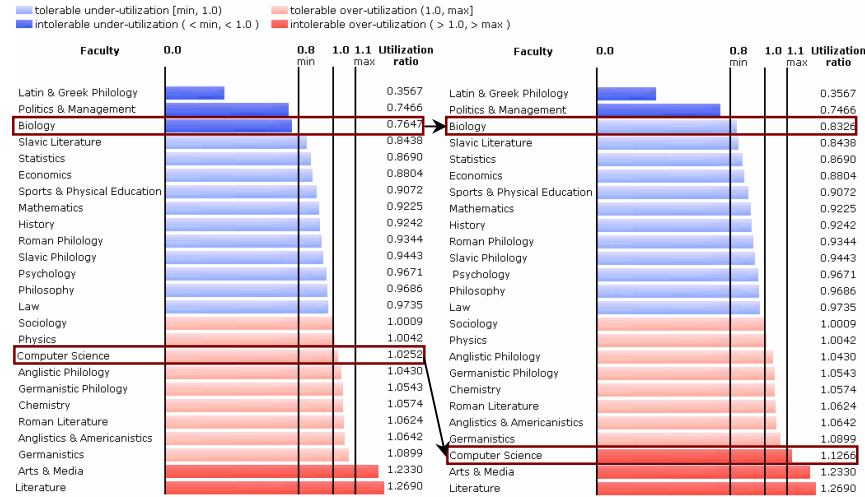 tolerable under-utilization [min, 1.0) tolerable over-utilization (1.0, max]
intolerable under-utilization ( < min, < 1.0 ) intolerable over-utilization ( > 1.0, > max )
Faculty 0.0 0.8 1.0 1.1 Utilization
min max ratio
Latin & Greek Philology 0.3567
Politics & Management 0.7466
Biology 0.7647
Slavic Literature 0.8438
Statistics 0.8690
Economics 0.8804
Sports & Physical Education 0.9072
Mathematics 0.9225
History 0.9242
Roman Philology 0.9344
Slavic Philology 0.9443
Psychology 0.9671
Philosophy 0.9686
Law 0.9735
Sociology 1.0009
Physics 1.0042
Computer Science 1.0252
Anglistic Philology 1.0430
Germanistic Philology 1.0543
Chemistry 1.0574
Roman Literature 1.0624
Anglistics & Americanistics 1.0642
Germanistics 1.0899
Arts & Media 1.2330
Literature 1.2690
Faculty 0.0 0.8 1.0 1.1 Utilization
min max ratio
Latin & Greek Philology 0.3567
Politics & Management 0.7466
Biology 0.8326
Slavic Literature 0.8438
Statistics 0.8690
Economics 0.8804
Sports & Physical Education 0.9072
Mathematics 0.9225
History 0.9242
Roman Philology 0.9344
Slavic Philology 0.9443
Psychology 0.9671
Philosophy 0.9686
Law 0.9735
Sociology 1.0009
Physics 1.0042
Anglistic Philology 1.0430
Germanistic Philology 1.0543
Chemistry 1.0574
Roman Literature 1.0624
Anglistics & Americanistics 1.0642
Germanistics 1.0899
Computer Science 1.1266
Arts & Media 1.2330
Literature 1.2690